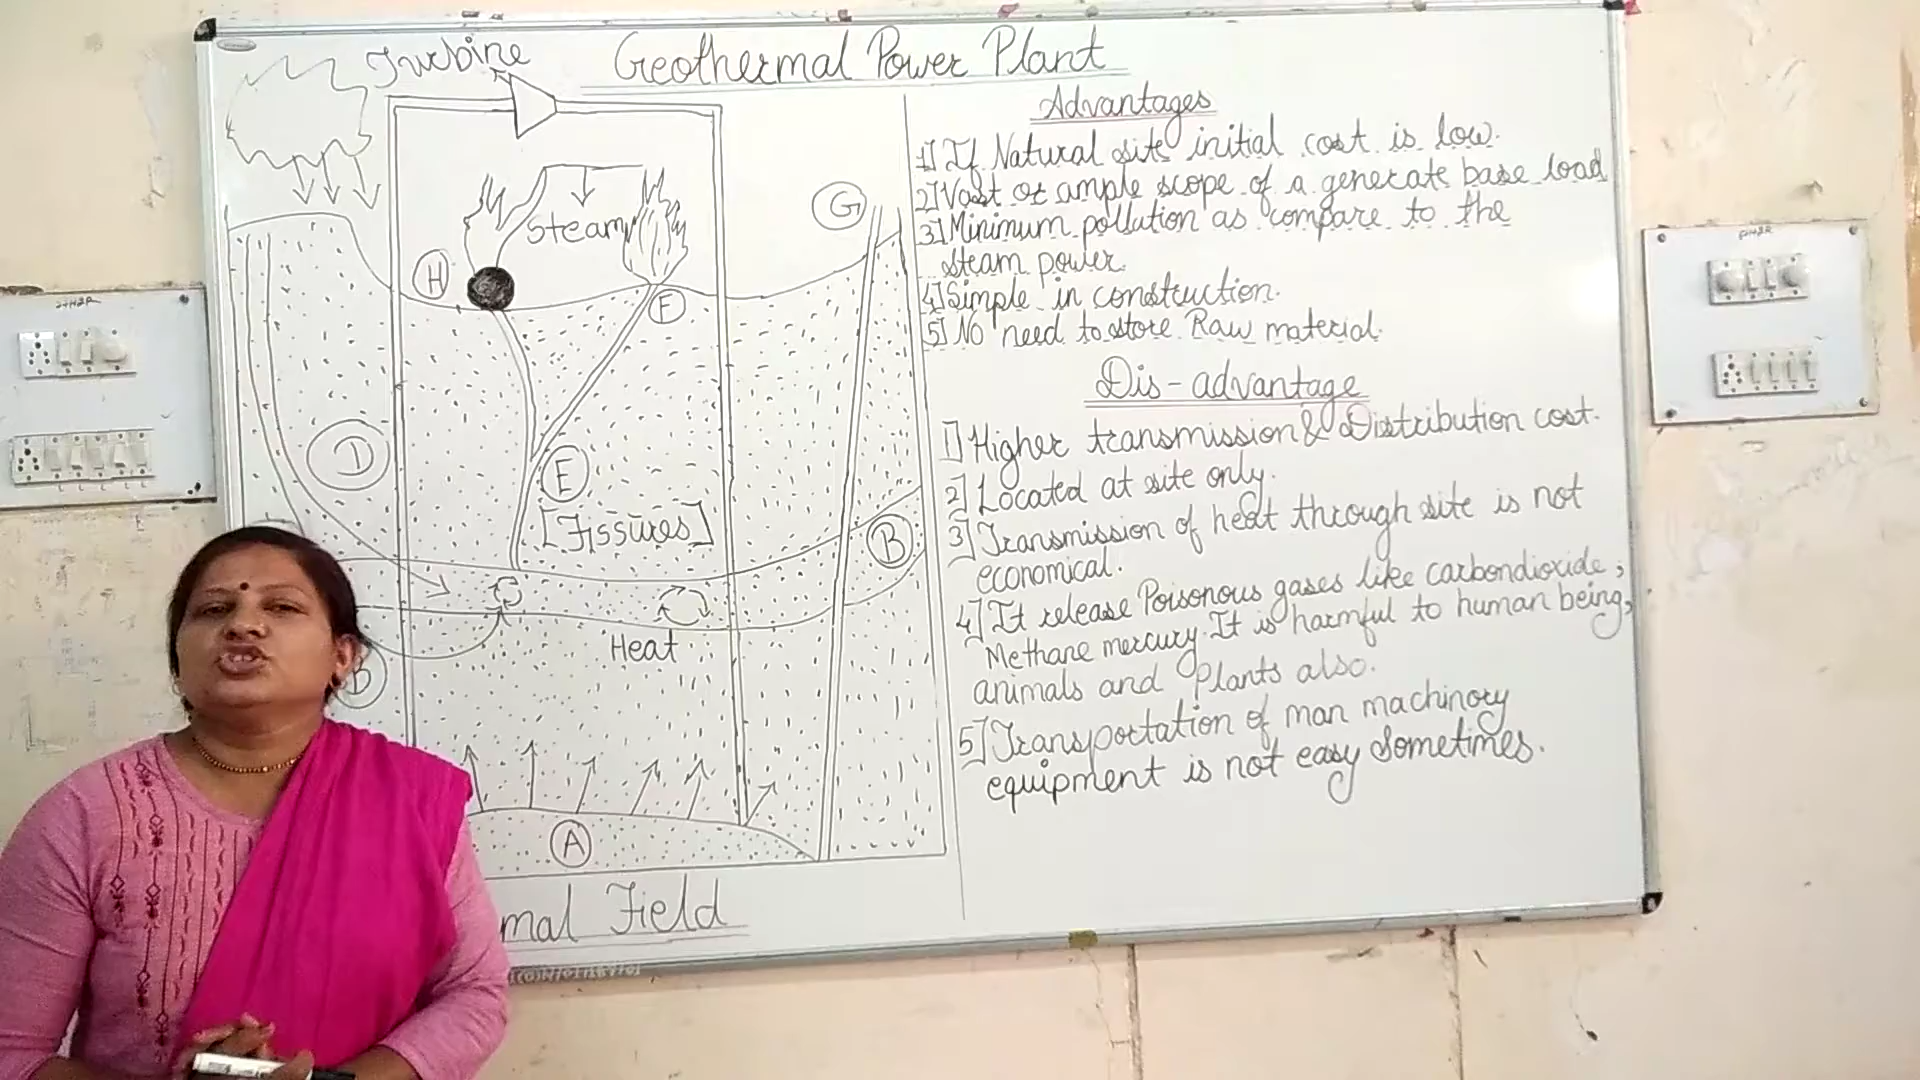 Geothermal Power Plant
Turbine
Steam
H
F
G
D
E
[Fissures]
B
Heat
D
A
mal Field
Advantages
1] If Natural site initial cost is low.
2] Vast or ample scope of a generate base load
3] Minimum pollution as compare to the
steam power.
4] Simple in construction.
5] No need to store Raw material.
Dis-advantage
1] Higher transmission & Distribution cost.
2] Located at site only.
3] Transmission of heat through site is not
economical.
4] It release Poisonous gases like carbondioxide,
Methane mercury. It is harmful to human being,
animals and Plants also.
5] Transportation of man machinory
equipment is not easy Sometimes.